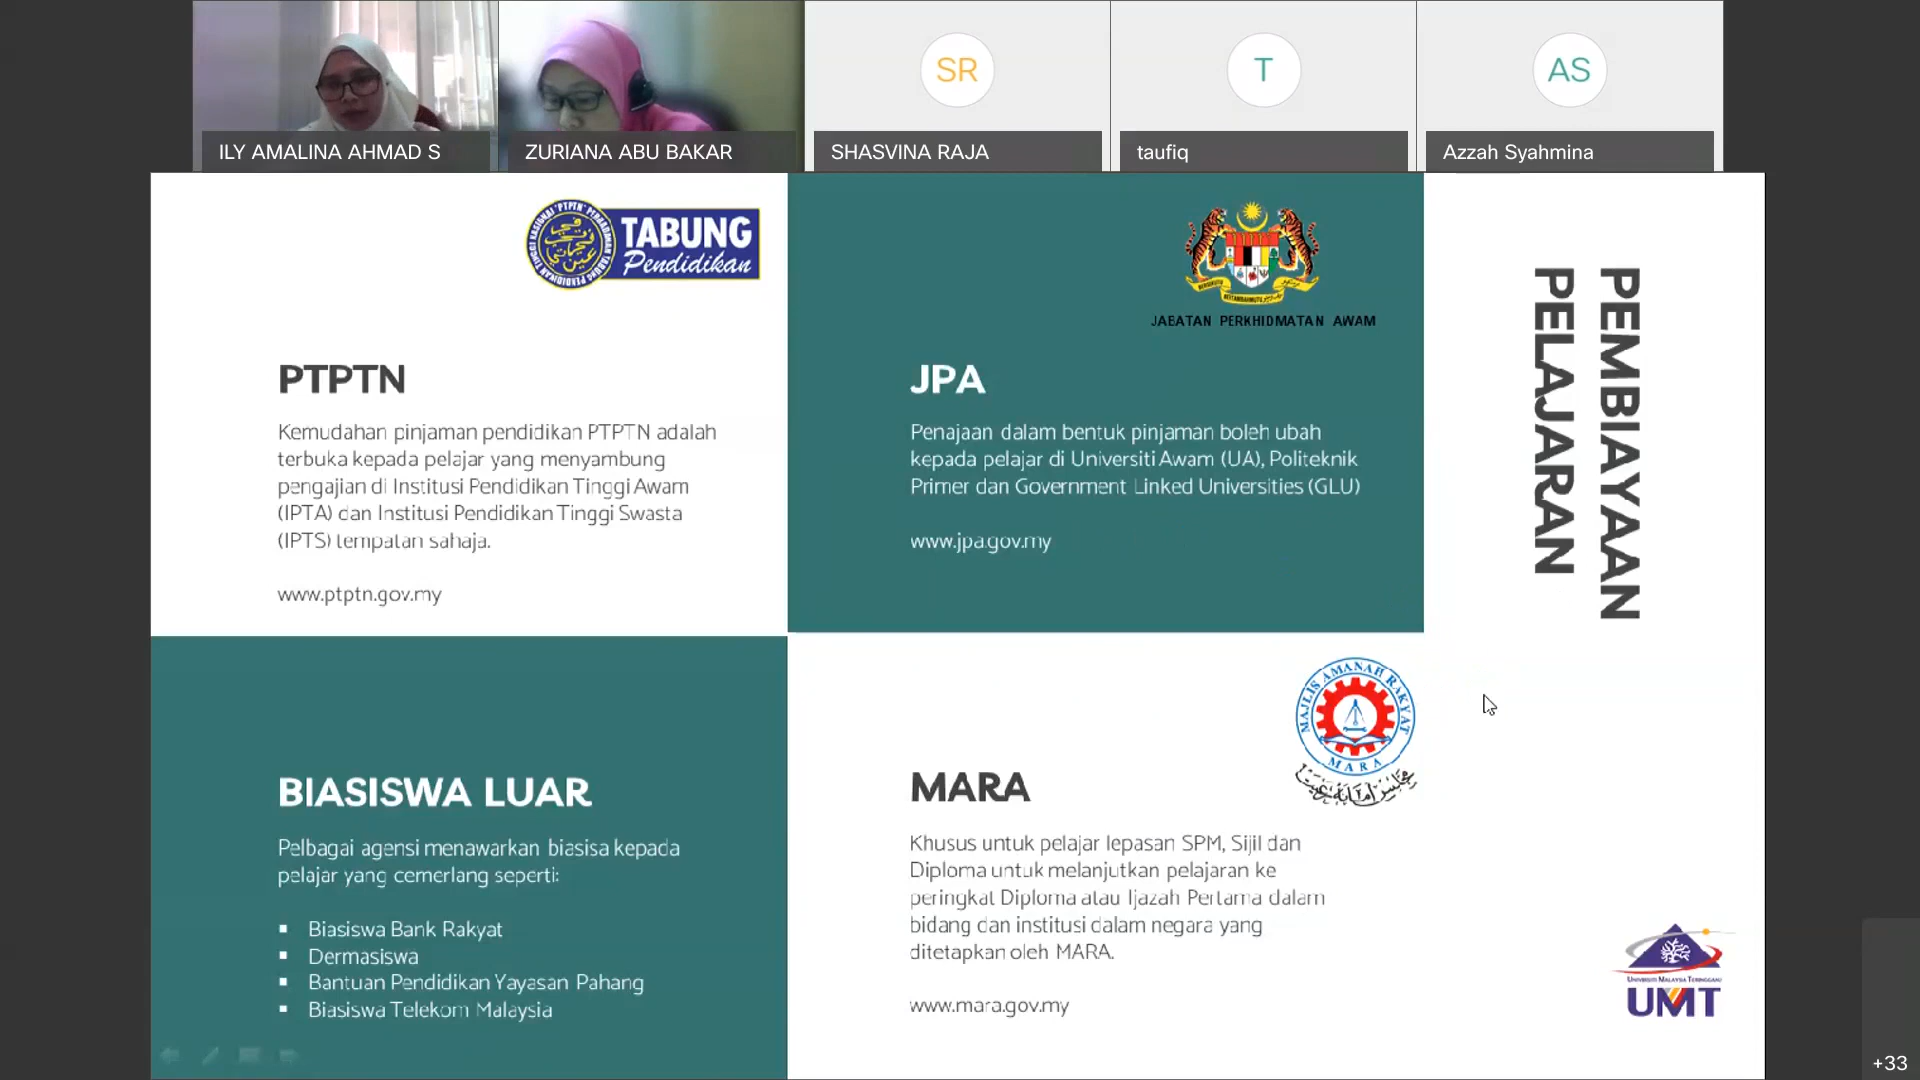 ILY AMALINA AHMAD S
ZURIANA ABU BAKAR
SR
SHASVINA RAJA
T
taufiq
AS
Azzah Syahmina
TABUNG
Pendidikan
JABATAN PERKHIDMATAN AWAM
PEMBIAYAAN
PELAJARAN
PTPTN
Kemudahan pinjaman pendidikan PTPTN adalah
terbuka kepada pelajar yang menyambung
pengajian di Institusi Pendidikan Tinggi Awam
(IPTA) dan Institusi Pendidikan Tinggi Swasta
(IPTS) tempatan sahaja.
www.ptptn.gov.my
JPA
Penajaan dalam bentuk pinjaman boleh ubah
kepada pelajar di Universiti Awam (UA), Politeknik
Primer dan Government Linked Universities (GLU)
www.jpa.gov.my
BIASISWA LUAR
Pelbagai agensi menawarkan biasisa kepada
pelajar yang cemerlang seperti:
▪ Biasiswa Bank Rakyat
▪ Dermasiswa
▪ Bantuan Pendidikan Yayasan Pahang
▪ Biasiswa Telekom Malaysia
MAJLIS AMANAH RAKYAT
MARA
MARA
Khusus untuk pelajar lepasan SPM, Sijil dan
Diploma untuk melanjutkan pelajaran ke
peringkat Diploma atau Ijazah Pertama dalam
bidang dan institusi dalam negara yang
ditetapkan oleh MARA.
www.mara.gov.my
UNIVERSITI MALAYSIA TERENGGANU
UMT
+33